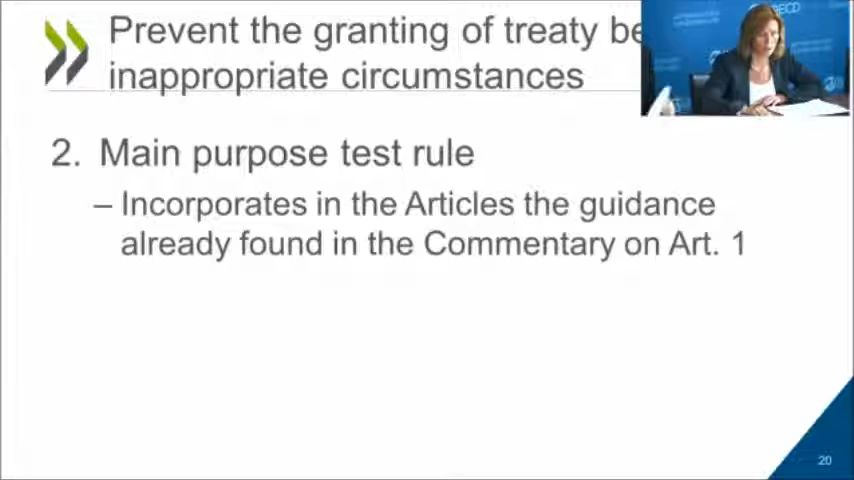 Prevent the granting of treaty be
inappropriate circumstances
OECD
2. Main purpose test rule
– Incorporates in the Articles the guidance
already found in the Commentary on Art. 1
20